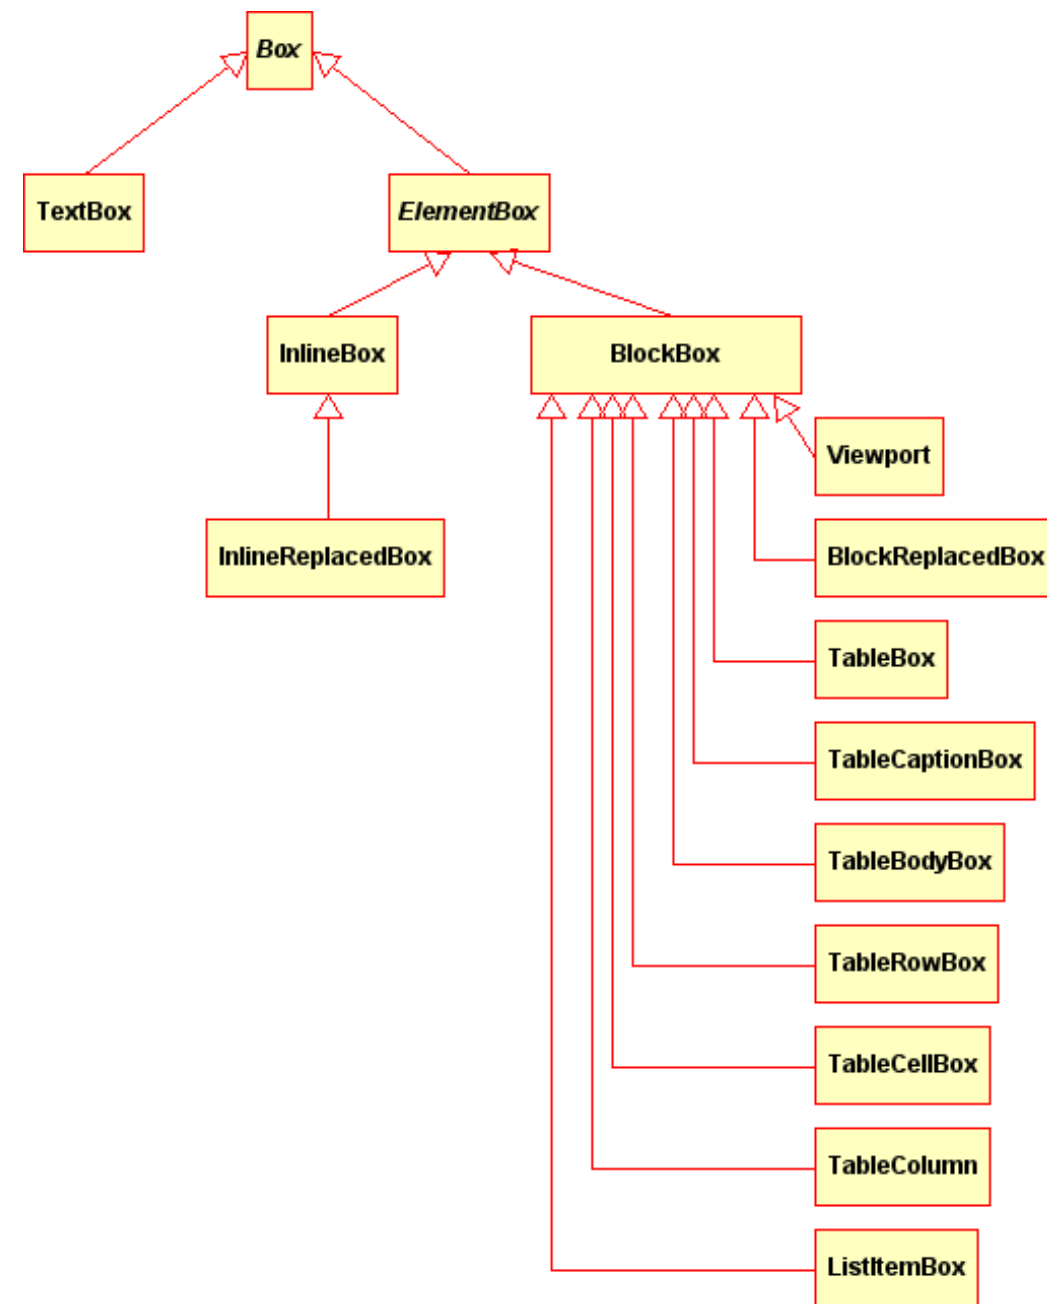 Box
TextBox
ElementBox
InlineBox
BlockBox
Viewport
InlineReplacedBox
BlockReplacedBox
TableBox
TableCaptionBox
TableBodyBox
TableRowBox
TableCellBox
TableColumn
ListItemBox